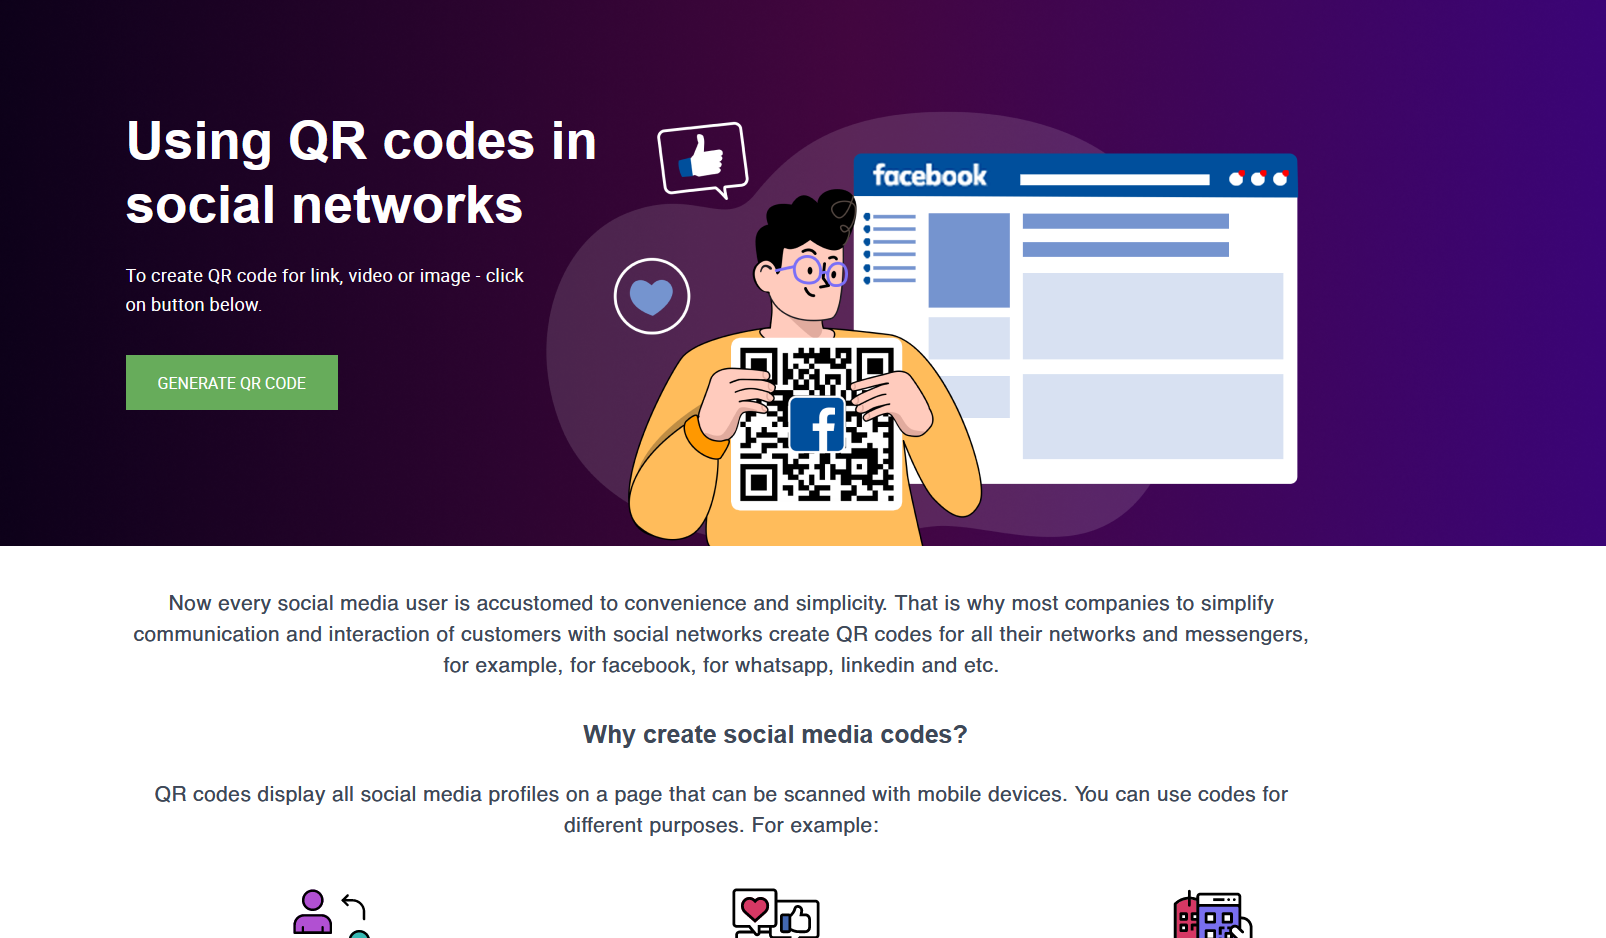 Using QR codes in
social networks
To create QR code for link, video or image - click
on button below.
GENERATE QR CODE
facebook
Now every social media user is accustomed to convenience and simplicity. That is why most companies to simplify
communication and interaction of customers with social networks create QR codes for all their networks and messengers,
for example, for facebook, for whatsapp, linkedin and etc.
Why create social media codes?
QR codes display all social media profiles on a page that can be scanned with mobile devices. You can use codes for
different purposes. For example: